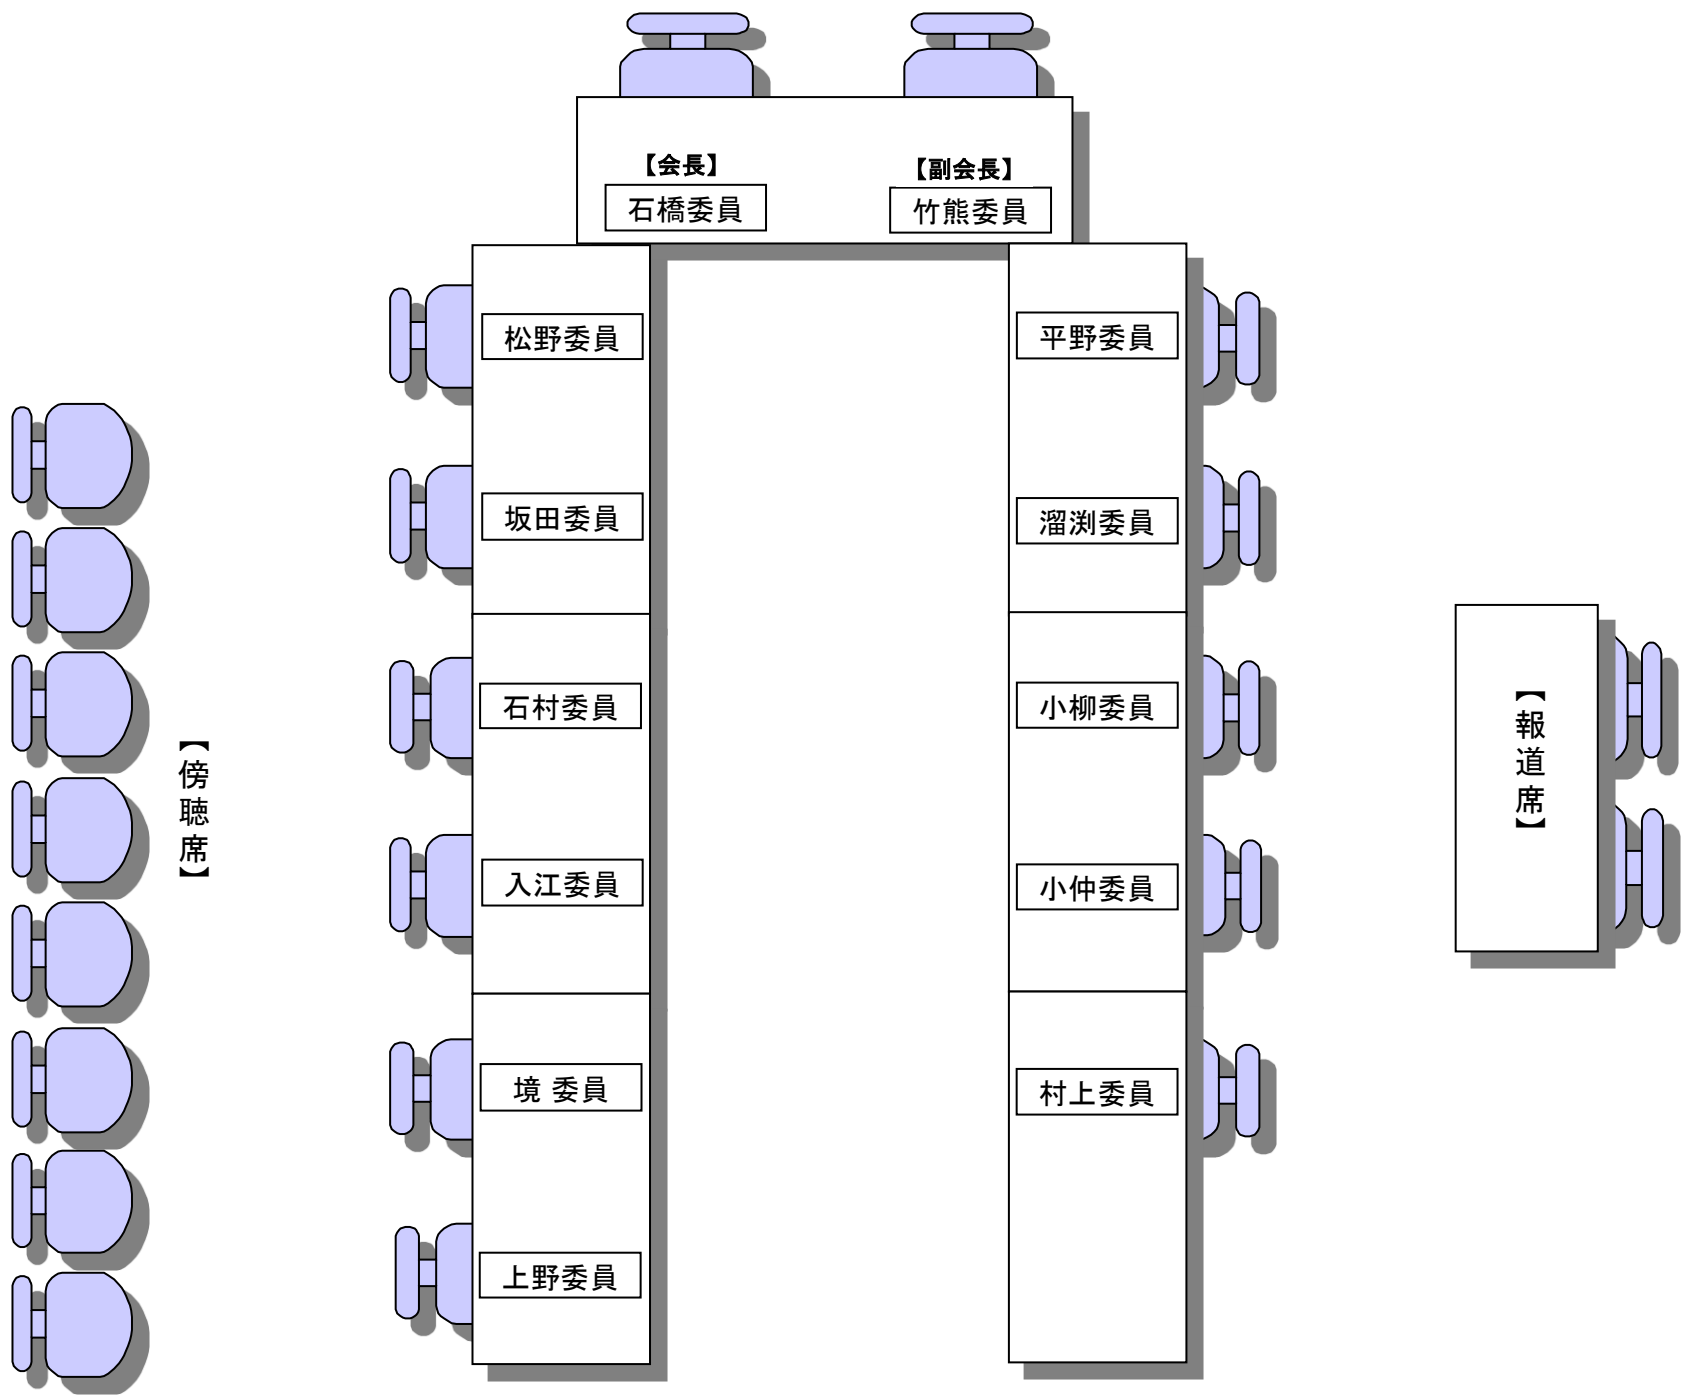 【会長】
石橋委員
【副会長】
竹熊委員
松野委員
平野委員
坂田委員
溜渕委員
石村委員
小柳委員
入江委員
小仲委員
境 委員
村上委員
上野委員
【傍聴席】
【報道席】